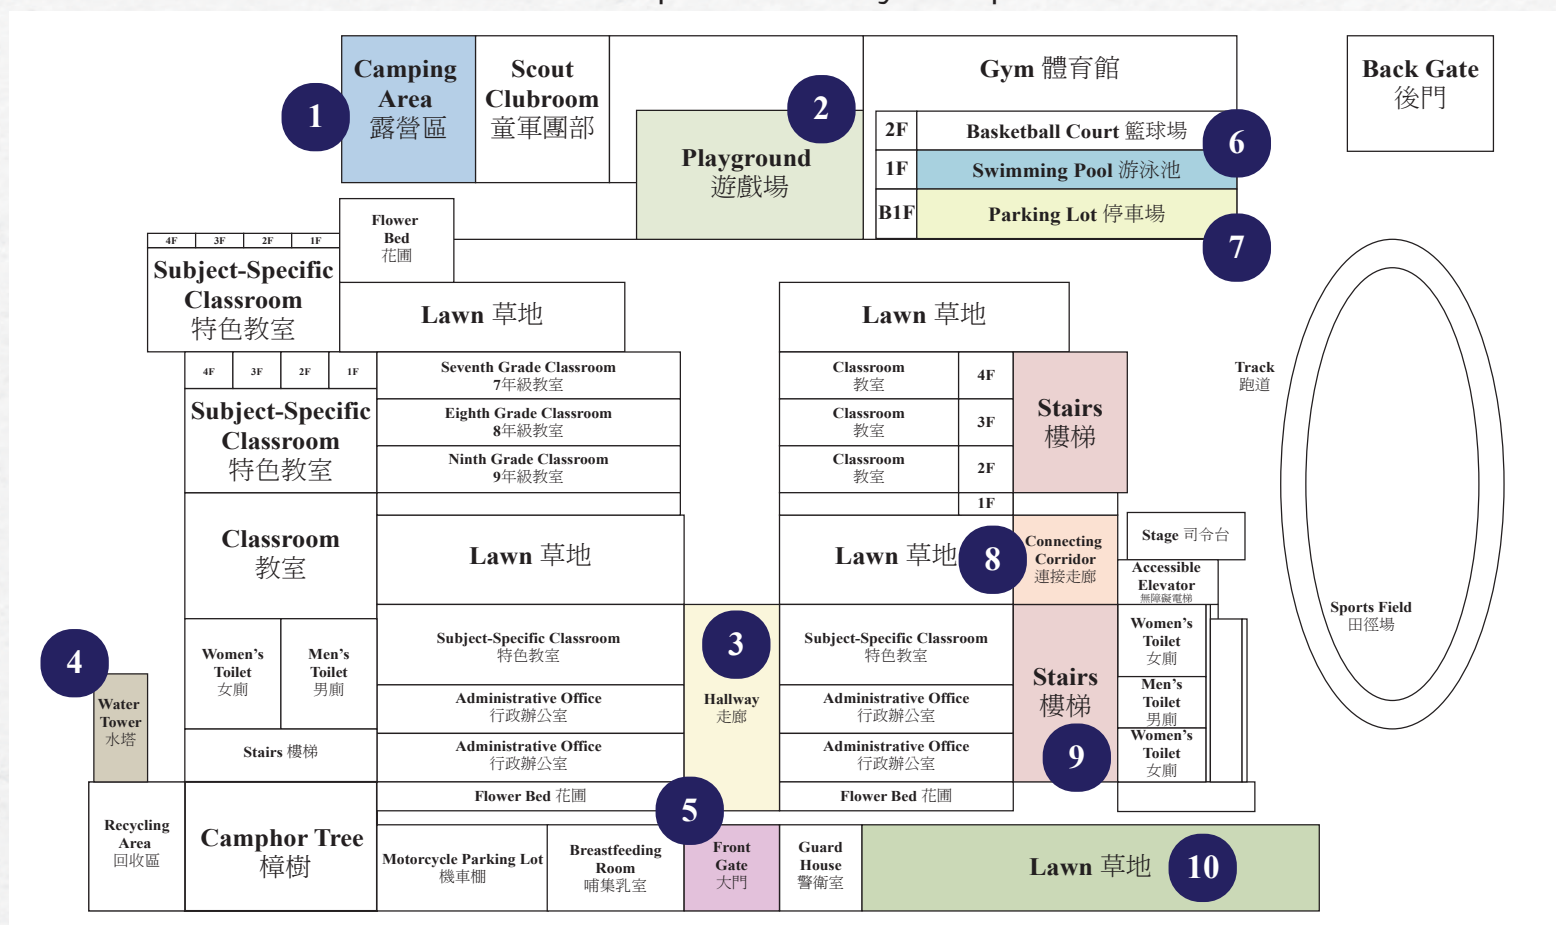 Camping
Area
露營區
1
Scout
Clubroom
童軍團部
2
Playground
遊戲場
Gym 體育館
2F
Basketball Court 籃球場
6
1F
Swimming Pool 游泳池
B1F
Parking Lot 停車場
7
Back Gate
後門
Flower
Bed
花圃
4F 3F 2F 1F
Subject-Specific
Classroom
特色教室
Lawn 草地
Lawn 草地
4F 3F 2F 1F
Subject-Specific
Classroom
特色教室
Seventh Grade Classroom
7年級教室
Eighth Grade Classroom
8年級教室
Ninth Grade Classroom
9年級教室
Classroom
教室
4F
Classroom
教室
3F
Classroom
教室
2F
1F
Stairs
樓梯
Track
跑道
Sports Field
田徑場
Classroom
教室
Lawn 草地
Lawn 草地
8
Connecting
Corridor
連接走廊
Stage 司令台
Accessible
Elevator
無障礙電梯
4
Water
Tower
水塔
Women's
Toilet
女廁
Men's
Toilet
男廁
Stairs 樓梯
Subject-Specific Classroom
特色教室
Administrative Office
行政辦公室
Administrative Office
行政辦公室
Flower Bed 花圃
3
Hallway
走廊
Subject-Specific Classroom
特色教室
Administrative Office
行政辦公室
Administrative Office
行政辦公室
Flower Bed 花圃
Stairs
樓梯
9
Women's
Toilet
女廁
Men's
Toilet
男廁
Women's
Toilet
女廁
Recycling
Area
回收區
Camphor Tree
樟樹
Motorcycle Parking Lot
機車棚
Breastfeeding
Room
哺集乳室
5
Front
Gate
大門
Guard
House
警衛室
Lawn 草地
10